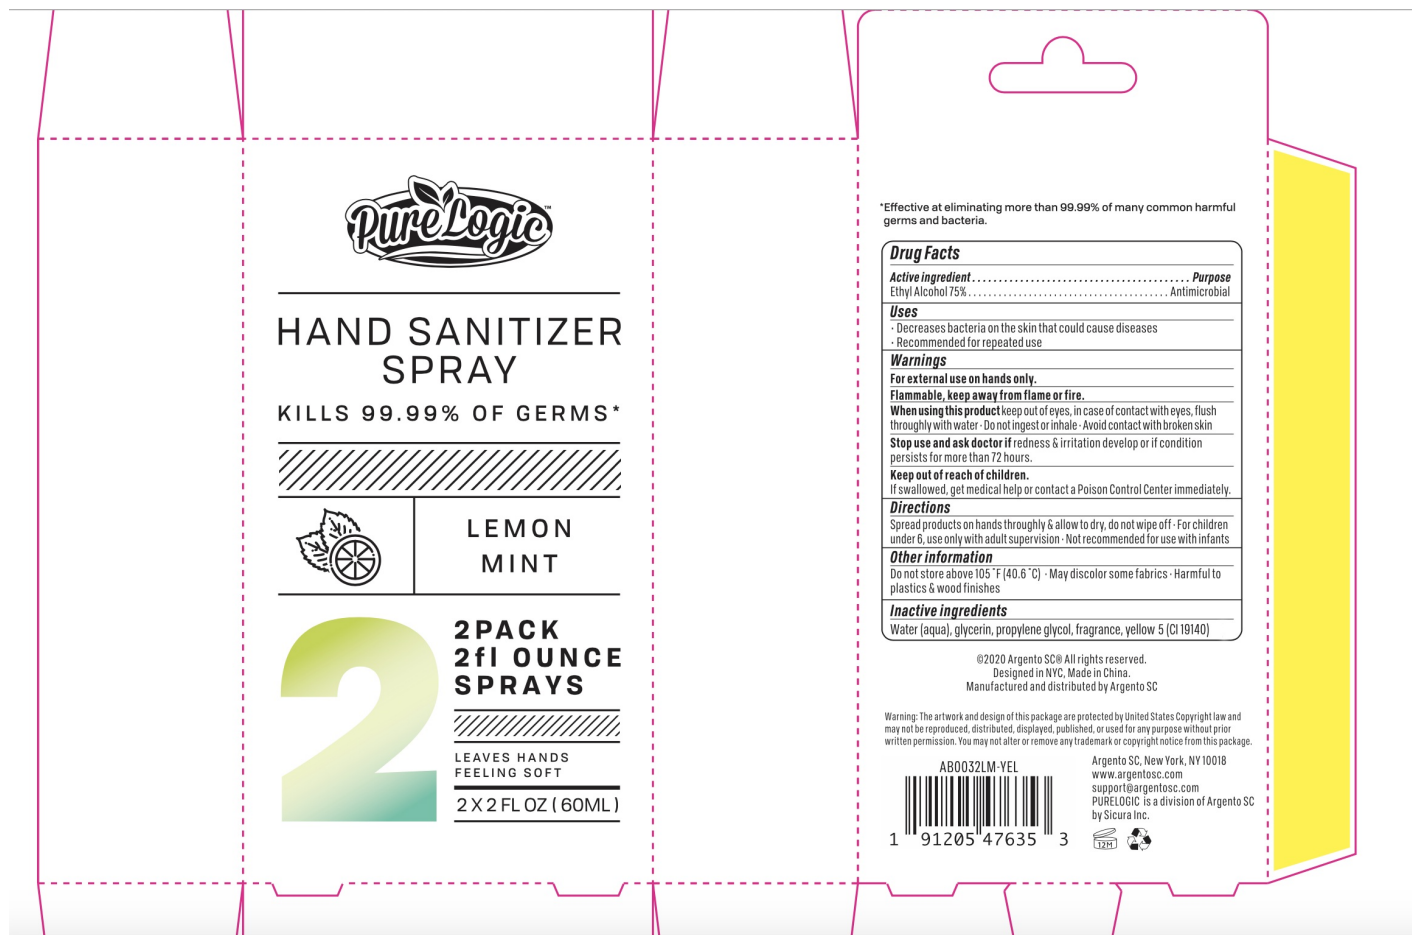 PureLogic™
HAND SANITIZER
SPRAY
KILLS 99.99% OF GERMS*
LEMON
MINT
2
2PACK
2fl OUNCE
SPRAYS
LEAVES HANDS
FEELING SOFT
2 X 2 FL OZ ( 60ML )
*Effective at eliminating more than 99.99% of many common harmful
germs and bacteria.
Drug Facts
Active ingredient........................................ Purpose
Ethyl Alcohol 75%........................................ Antimicrobial
Uses
· Decreases bacteria on the skin that could cause diseases
· Recommended for repeated use
Warnings
For external use on hands only.
Flammable, keep away from flame or fire.
When using this product keep out of eyes, in case of contact with eyes, flush
throughly with water · Do not ingest or inhale · Avoid contact with broken skin
Stop use and ask doctor if redness & irritation develop or if condition
persists for more than 72 hours.
Keep out of reach of children.
If swallowed, get medical help or contact a Poison Control Center immediately.
Directions
Spread products on hands throughly & allow to dry, do not wipe off · For children
under 6, use only with adult supervision · Not recommended for use with infants
Other information
Do not store above 105˚F (40.6˚C) · May discolor some fabrics · Harmful to
plastics & wood finishes
Inactive ingredients
Water (aqua), glycerin, propylene glycol, fragrance, yellow 5 (CI 19140)
©2020 Argento SC® All rights reserved.
Designed in NYC, Made in China.
Manufactured and distributed by Argento SC
Warning: The artwork and design of this package are protected by United States Copyright law and
may not be reproduced, distributed, displayed, published, or used for any purpose without prior
written permission. You may not alter or remove any trademark or copyright notice from this package.
AB0032LM-YEL
1 91205 47635 3
Argento SC, New York, NY 10018
www.argentosc.com
support@argentosc.com
PURELOGIC is a division of Argento SC
by Sicura Inc.
12M